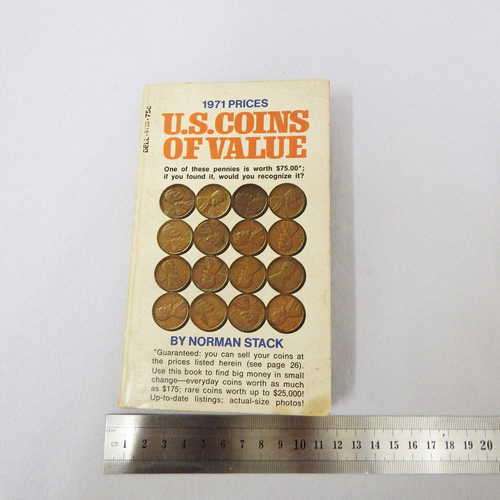 1971 PRICES
U.S. COINS
OF VALUE
One of these pennies is worth $75.00*;
if you found it, would you recognize it?
BY NORMAN STACK
*Guaranteed: you can sell your coins at
the prices listed herein (see page 26).
Use this book to find big money in small
change—everyday coins worth as much
as $175; rare coins worth up to $25,000!
Up-to-date listings; actual-size photos!
DELL 75c
1 2 3 4 5 6 7 8 9 10 11 12 13 14 15 16 17 18 19 20